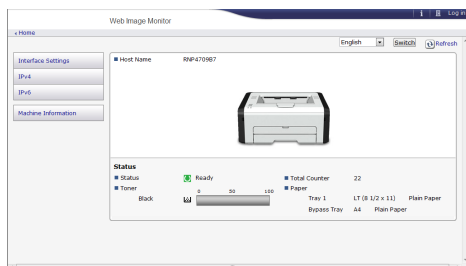 Web Image Monitor
Log in
Home
English Switch Refresh
Interface Settings
IPv4
IPv6
Machine Information
Host Name RNP4709B7
Status
Status Ready
Toner 0 50 100
Black
Total Counter 22
Paper
Tray 1 LT (8 1/2 x 11) Plain Paper
Bypass Tray A4 Plain Paper